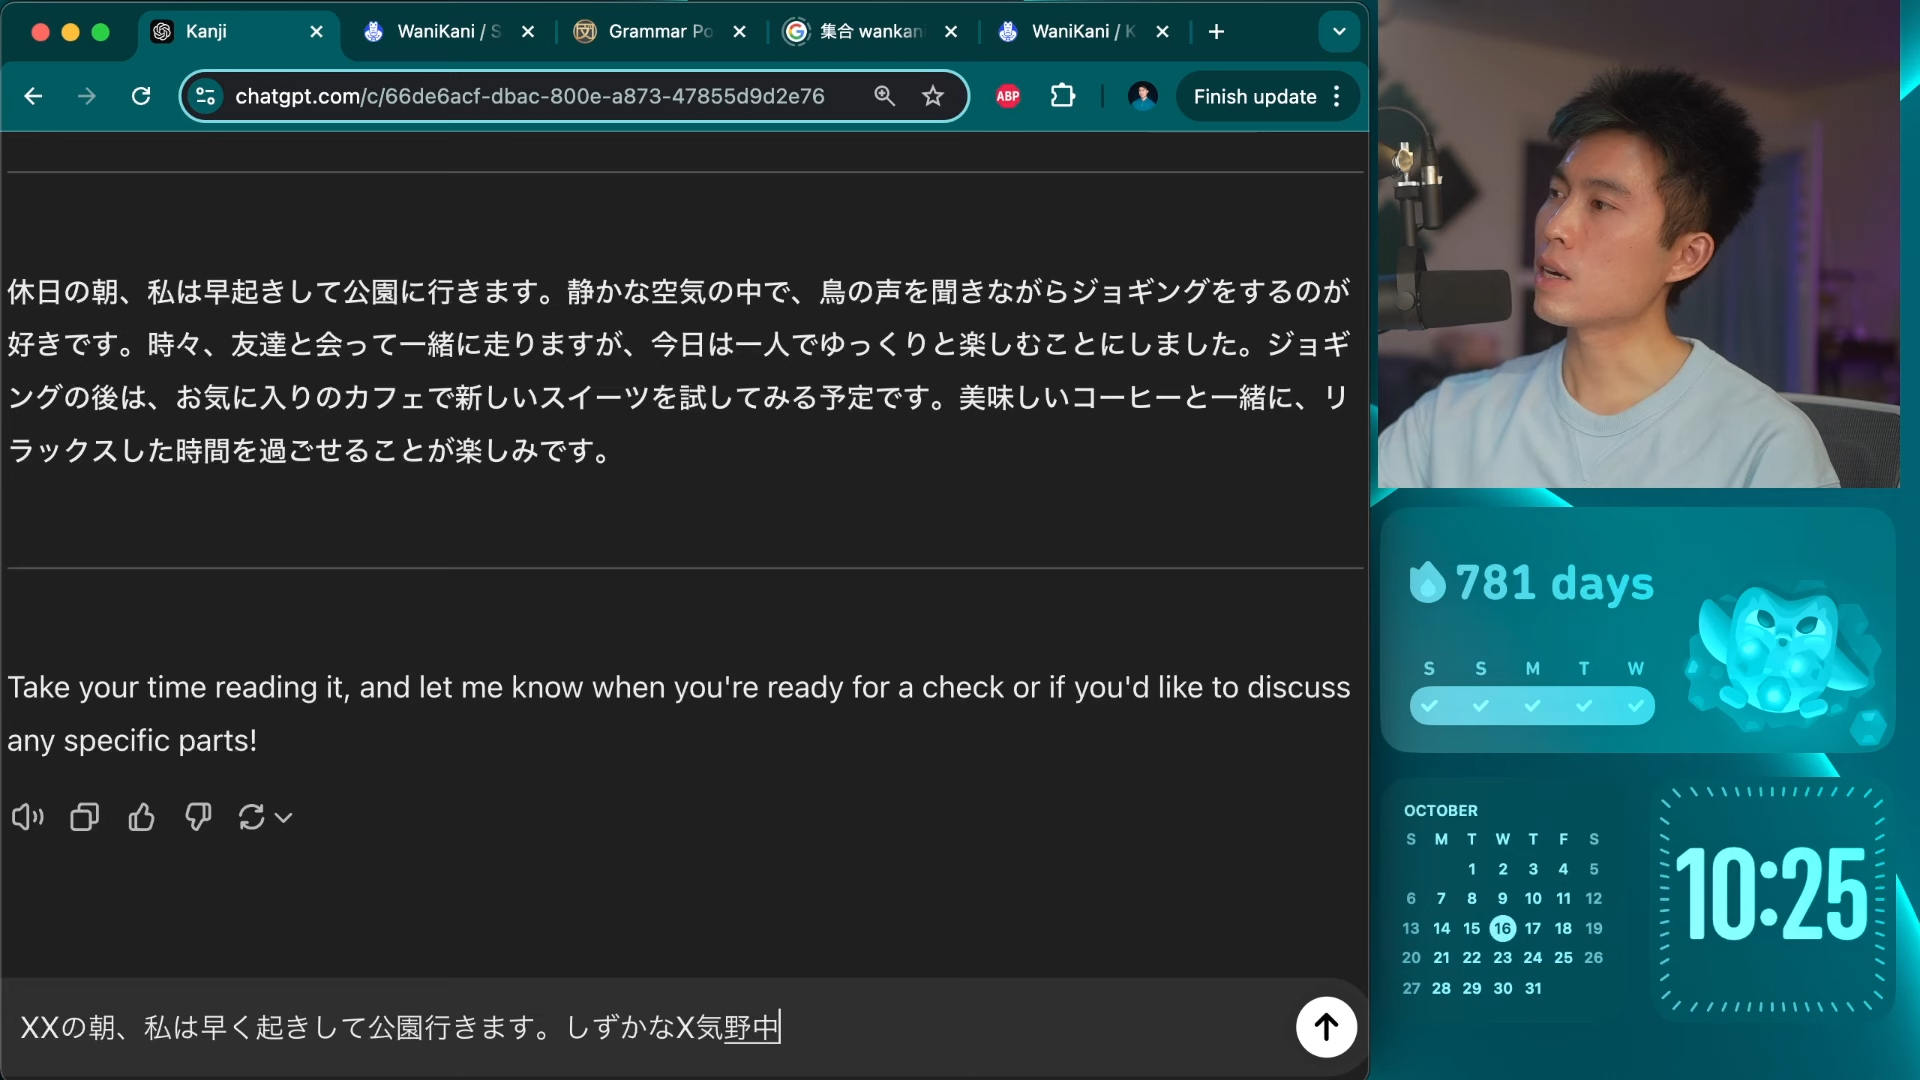 Kanji
WaniKani / S
Grammar Po
集合 wankani
WaniKani / K
chatgpt.com/c/66de6acf-dbac-800e-a873-47855d9d2e76
ABP
Finish update
休日の朝、私は早起きして公園に行きます。静かな空気の中で、鳥の声を聞きながらジョギングをするのが
好きです。時々、友達と会って一緒に走りますが、今日は一人でゆっくりと楽しむことにしました。ジョギ
ングの後は、お気に入りのカフェで新しいスイーツを試してみる予定です。美味しいコーヒーと一緒に、リ
ラックスした時間を過ごせることが楽しみです。
Take your time reading it, and let me know when you're ready for a check or if you'd like to discuss
any specific parts!
XXの朝、私は早く起きして公園行きます。しずかなX気野中
781 days
S S M T W
OCTOBER
S M T W T F S
1 2 3 4 5
6 7 8 9 10 11 12
13 14 15 16 17 18 19
20 21 22 23 24 25 26
27 28 29 30 31
10:25